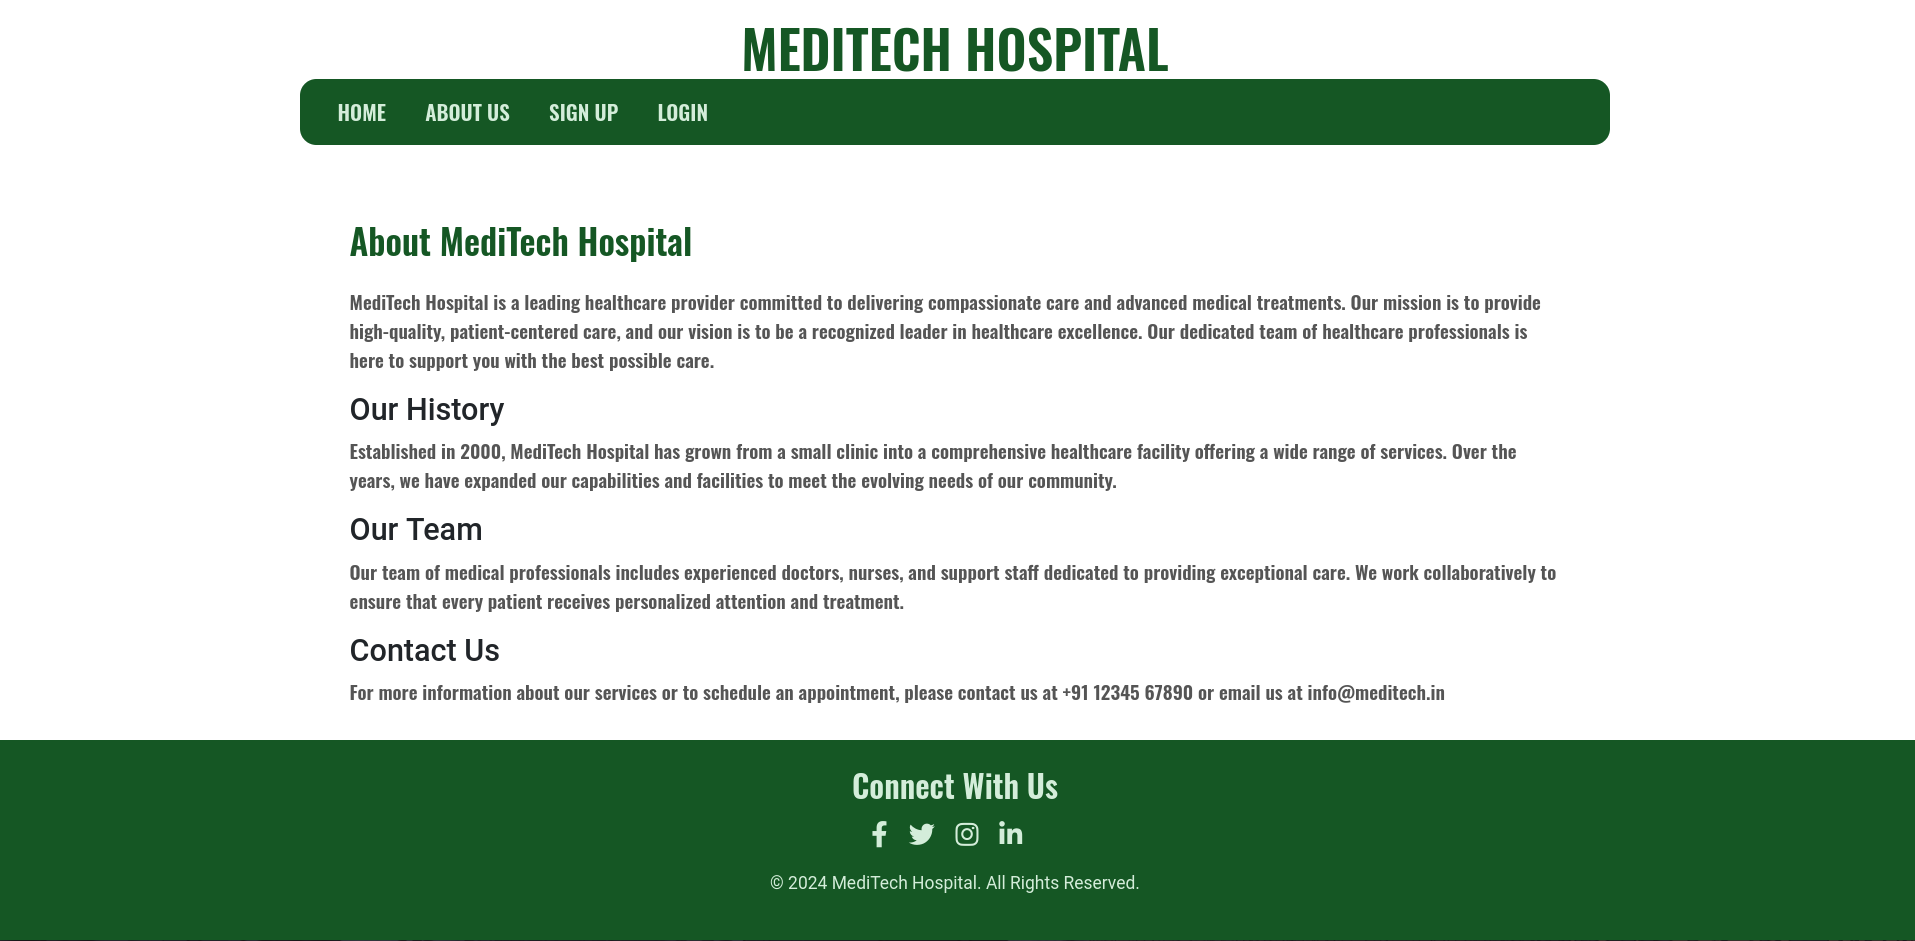 MEDITECH HOSPITAL
HOME ABOUT US SIGN UP LOGIN
About MediTech Hospital
MediTech Hospital is a leading healthcare provider committed to delivering compassionate care and advanced medical treatments. Our mission is to provide
high-quality, patient-centered care, and our vision is to be a recognized leader in healthcare excellence. Our dedicated team of healthcare professionals is
here to support you with the best possible care.
Our History
Established in 2000, MediTech Hospital has grown from a small clinic into a comprehensive healthcare facility offering a wide range of services. Over the
years, we have expanded our capabilities and facilities to meet the evolving needs of our community.
Our Team
Our team of medical professionals includes experienced doctors, nurses, and support staff dedicated to providing exceptional care. We work collaboratively to
ensure that every patient receives personalized attention and treatment.
Contact Us
For more information about our services or to schedule an appointment, please contact us at +91 12345 67890 or email us at info@meditech.in
Connect With Us
© 2024 MediTech Hospital. All Rights Reserved.